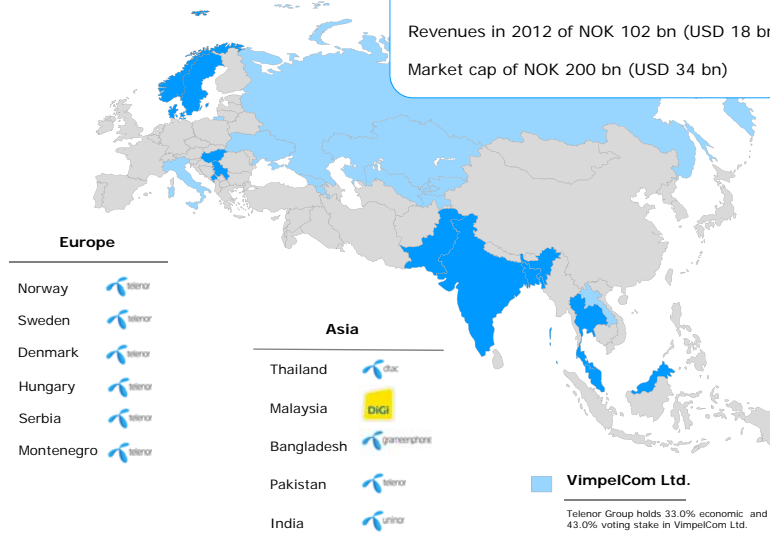 Revenues in 2012 of NOK 102 bn (USD 18 bn
Market cap of NOK 200 bn (USD 34 bn)
Europe
Norway telenor
Sweden telenor
Denmark telenor
Hungary telenor
Serbia telenor
Montenegro telenor
Asia
Thailand dtac
Malaysia DiGi
Bangladesh grameenphone
Pakistan telenor
India uninor
VimpelCom Ltd.
Telenor Group holds 33.0% economic and
43.0% voting stake in VimpelCom Ltd.